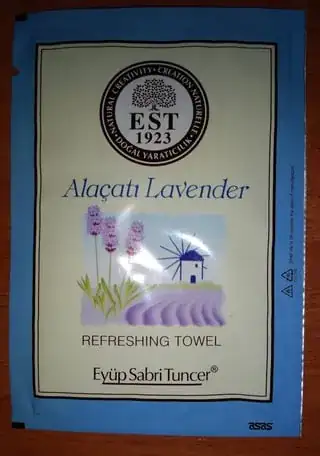 NATURAL CREATIVITY • CREATION NATURELLE • DOĞAL YARATICILIK •
EST
1923
Alaçatı Lavender
REFRESHING TOWEL
Eyüp Sabri Tuncer®
asas